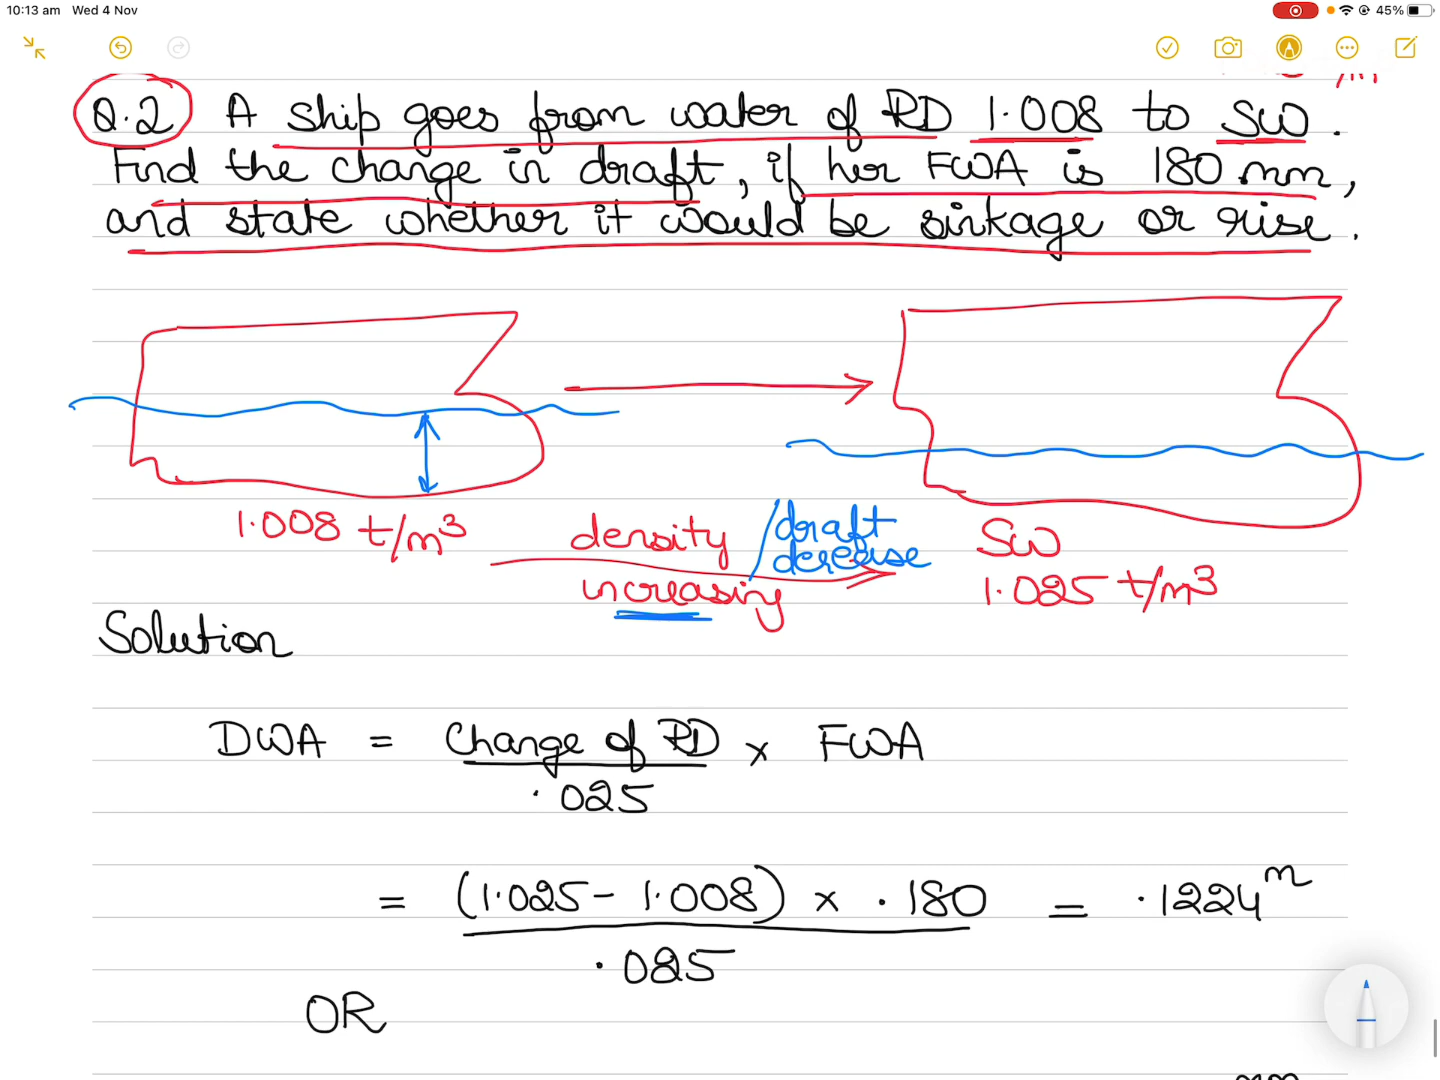 10:13 am Wed 4 Nov
45%
Q.2 A ship goes from water of RD 1.008 to SW.
Find the change in draft, if her FWA is 180 mm,
and state whether it would be sinkage or rise.
1.008 t/m3
density
increasing
/draft
decrease
SW
1.025 t/m3
Solution
DWA = Change of RD x FWA
.025
= (1.025 - 1.008) x .180 = .1224 m
.025
OR